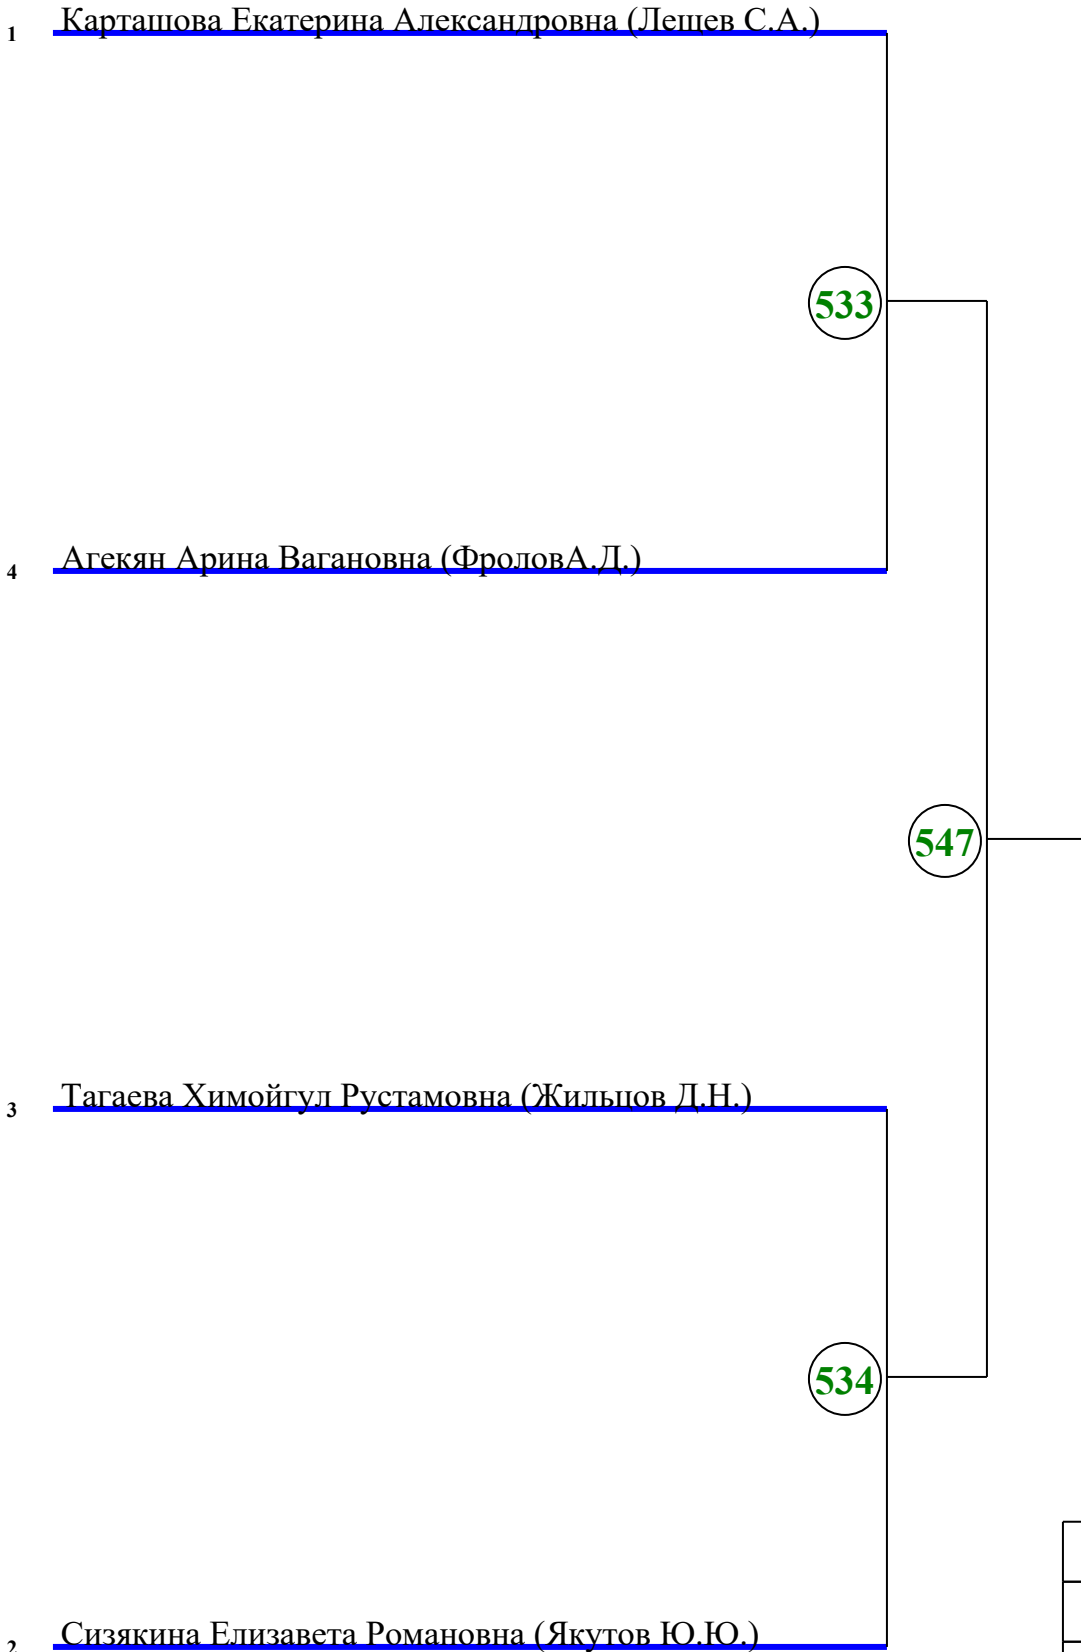 1 Карташова Екатерина Александровна (Лещев С.А.)
533
4 Агекян Арина Вагановна (ФроловА.Д.)
547
3 Тагаева Химойгул Рустамовна (Жильцов Д.Н.)
534
2 Сизякина Елизавета Романовна (Якутов Ю.Ю.)